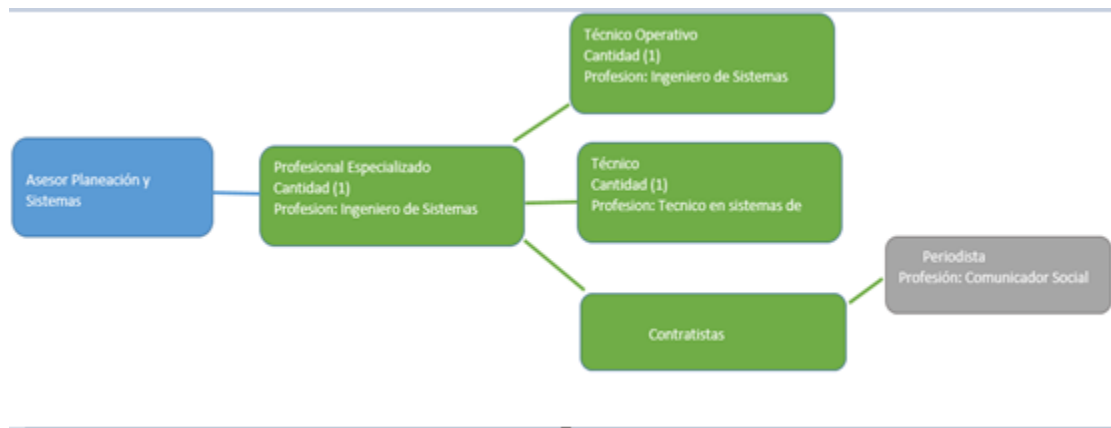 Asesor Planeación y
Sistemas
Profesional Especializado
Cantidad (1)
Profesion: Ingeniero de Sistemas
Técnico Operativo
Cantidad (1)
Profesion: Ingeniero de Sistemas
Técnico
Cantidad (1)
Profesion: Tecnico en sistemas de
Contratistas
Periodista
Profesión: Comunicador Social